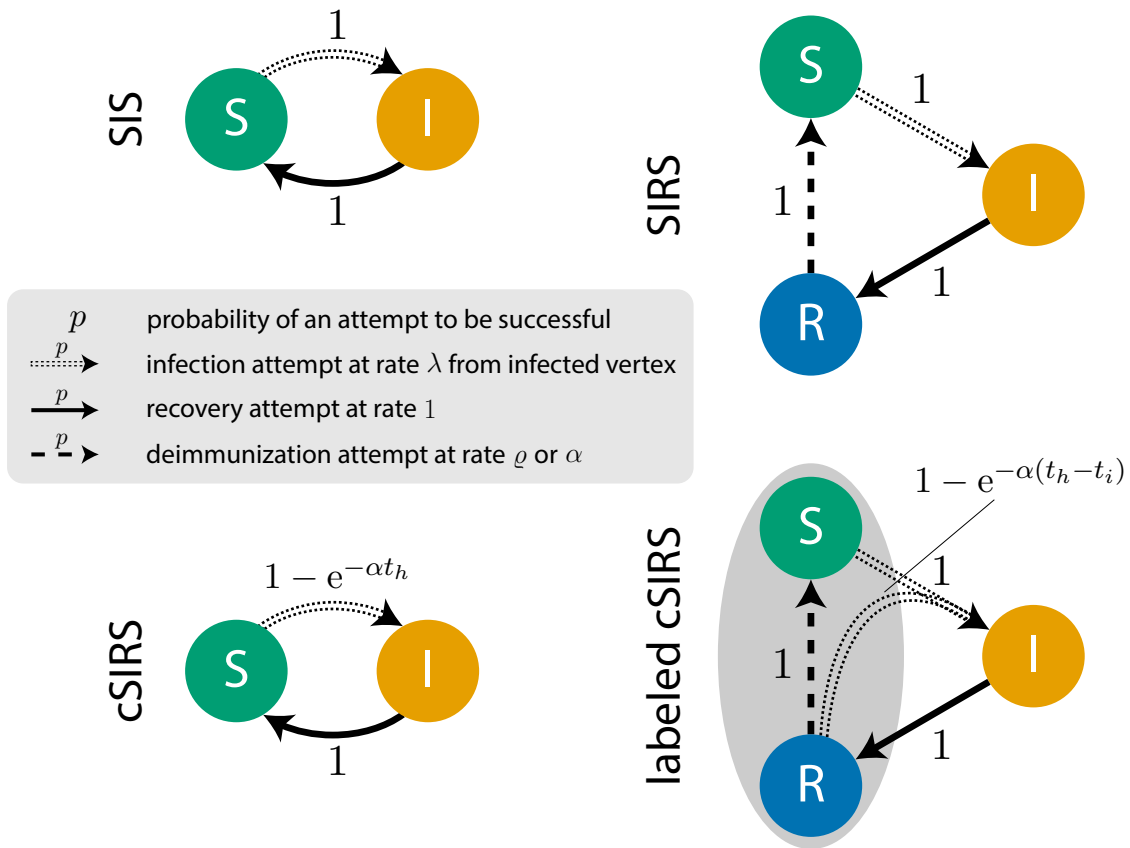 1
SIS
S
I
1
S
1
SIRS
1
I
R
1
p probability of an attempt to be successful
p infection attempt at rate λ from infected vertex
p recovery attempt at rate 1
p deimmunization attempt at rate ϱ or α
1 − e^{−αt_h}
cSIRS
S
I
1
1 − e^{−α(t_h−t_i)}
labeled cSIRS
S
1
1
I
R
1